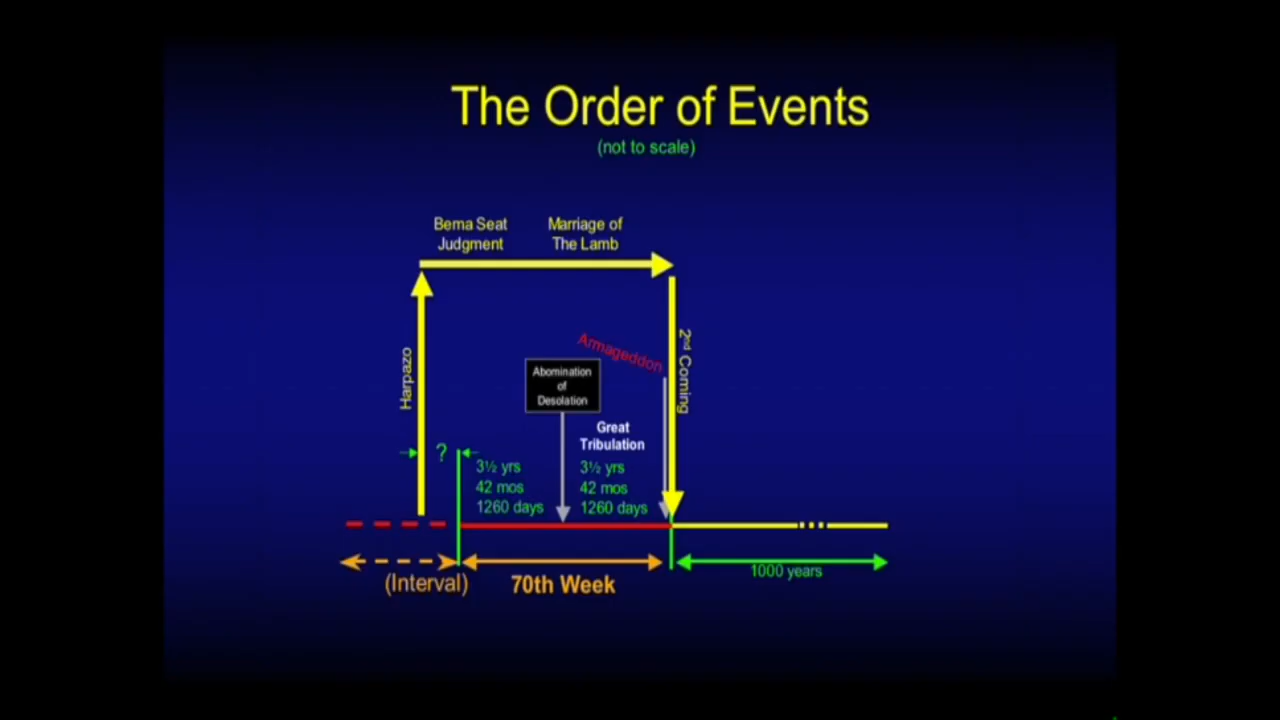 The Order of Events
(not to scale)
Bema Seat
Judgment
Marriage of
The Lamb
Harpazo
Armageddon
2nd Coming
Abomination
of
Desolation
Great
Tribulation
?
3½ yrs
42 mos
1260 days
3½ yrs
42 mos
1260 days
(Interval)
70th Week
1000 years